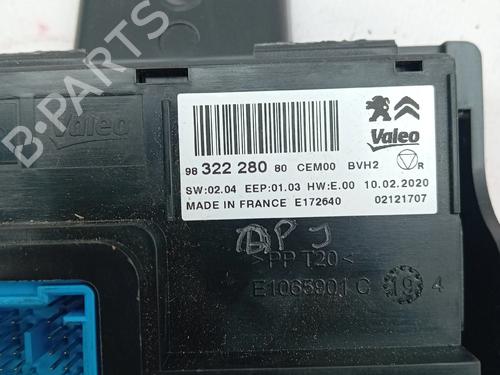 Valeo
98 322 280 80 CEM00 BVH2 R
SW:02.04 EEP:01.03 HW:E.00 10.02.2020
MADE IN FRANCE E172640 02121707
Valeo
B-PARTS
>PP T20<
E1065901 C 19 4